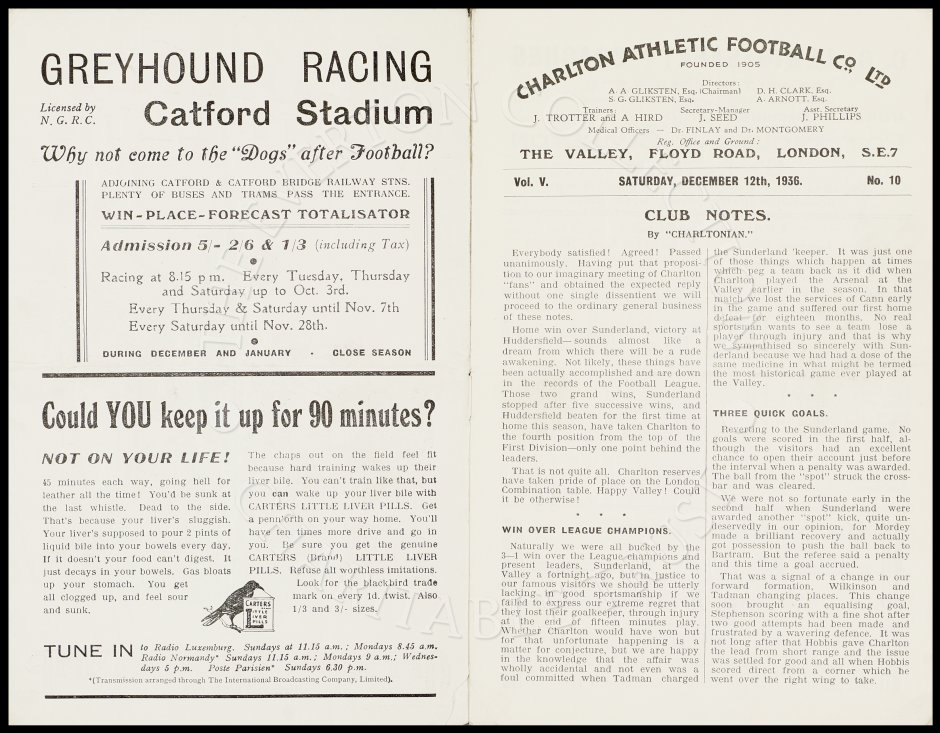 GREYHOUND RACING
Licensed by
N. G. R. C.
Catford Stadium
Why not come to the "Dogs" after Football?
ADJOINING CATFORD & CATFORD BRIDGE RAILWAY STNS.
PLENTY OF BUSES AND TRAMS PASS THE ENTRANCE.
WIN-PLACE-FORECAST TOTALISATOR
Admission 5/- 2/6 & 1/3 (including Tax)
Racing at 8.15 p m. Every Tuesday, Thursday
and Saturday up to Oct. 3rd.
Every Thursday & Saturday until Nov. 7th
Every Saturday until Nov. 28th.
DURING DECEMBER AND JANUARY - CLOSE SEASON
Could YOU keep it up for 90 minutes?
NOT ON YOUR LIFE!
45 minutes each way, going hell for
leather all the time! You'd be sunk at
the last whistle. Dead to the side.
That's because your liver's sluggish.
Your liver's supposed to pour 2 pints of
liquid bile into your bowels every day.
If it doesn't your food can't digest. It
just decays in your bowels. Gas bloats
up your stomach. You get
all clogged up, and feel sour
and sunk.
The chaps out on the field feel fit
because hard training wakes up their
liver bile. You can't train like that, but
you can wake up your liver bile with
CARTERS LITTLE LIVER PILLS. Get
a penn'orth on your way home. You'll
have ten times more drive and go in
you. Be sure you get the genuine
CARTERS (Brand) LITTLE LIVER
PILLS. Refuse all worthless imitations.
Look for the blackbird trade
mark on every 1d. twist. Also
1/3 and 3/- sizes.
CARTERS
LITTLE
LIVER
PILLS
TUNE IN to Radio Luxemburg. Sundays at 11.15 a.m.; Mondays 8.45 a.m.
Radio Normandy* Sundays 11.15 a.m.; Mondays 9 a.m.; Wednes-
days 5 p.m. Poste Parisien* Sundays 6.30 p.m.
*(Transmission arranged through The International Broadcasting Company, Limited).
CHARLTON ATHLETIC FOOTBALL CO. LTD
FOUNDED 1905
Directors:
A. A GLIKSTEN, Esq. (Chairman) D. H. CLARK, Esq.
S. G. GLIKSTEN, Esq. A. ARNOTT, Esq.
Trainers Secretary-Manager Asst. Secretary
J. TROTTER and A HIRD J. SEED J. PHILLIPS
Medical Officers — Dr. FINLAY and Dr. MONTGOMERY
Reg. Office and Ground:
THE VALLEY, FLOYD ROAD, LONDON, S.E.7
Vol. V. SATURDAY, DECEMBER 12th, 1936. No. 10
CLUB NOTES.
By "CHARLTONIAN."
Everybody satisfied! Agreed! Passed
unanimously. Having put that proposi-
tion to our imaginary meeting of Charlton
"fans" and obtained the expected reply
without one single dissentient we will
proceed to the ordinary general business
of these notes.
Home win over Sunderland, victory at
Huddersfield—sounds almost like a
dream from which there will be a rude
awakening. Not likely, these things have
been actually accomplished and are down
in the records of the Football League.
Those two grand wins, Sunderland
stopped after five successive wins, and
Huddersfield beaten for the first time at
home this season, have taken Charlton to
the fourth position from the top of the
First Division—only one point behind the
leaders.
That is not quite all. Charlton reserves
have taken pride of place on the London
Combination table. Happy Valley! Could
it be otherwise!
WIN OVER LEAGUE CHAMPIONS.
Naturally we were all bucked by the
3—1 win over the League champions and
present leaders, Sunderland, at the
Valley a fortnight ago, but in justice to
our famous visitors we should be utterly
lacking in good sportsmanship if we
failed to express our extreme regret that
they lost their goalkeeper, through injury
at the end of fifteen minutes play.
Whether Charlton would have won but
for that unfortunate happening is a
matter for conjecture, but we are happy
in the knowledge that the affair was
wholly accidental and not even was a
foul committed when Tadman charged
the Sunderland 'keeper. It was just one
of those things which happen at times
which peg a team back as it did when
Charlton played the Arsenal at the
Valley earlier in the season. In that
match we lost the services of Cann early
in the game and suffered our first home
defeat for eighteen months. No real
sportsman wants to see a team lose a
player through injury and that is why
we sympathised so sincerely with Sun-
derland because we had had a dose of the
same medicine in what might be termed
the most historical game ever played at
the Valley.
THREE QUICK GOALS.
Reverting to the Sunderland game. No
goals were scored in the first half, al-
though the visitors had an excellent
chance to open their account just before
the interval when a penalty was awarded.
The ball from the "spot" struck the cross-
bar and was cleared.
We were not so fortunate early in the
second half when Sunderland were
awarded another "spot" kick, quite un-
deservedly in our opinion, for Mordey
made a brilliant recovery and actually
got possession to push the ball back to
Bartram. But the referee said a penalty
and this time a goal accrued.
That was a signal of a change in our
forward formation, Wilkinson and
Tadman changing places. This change
soon brought an equalising goal,
Stephenson scoring with a fine shot after
two good attempts had been made and
frustrated by a wavering defence. It was
not long after that Hobbis gave Charlton
the lead from short range and the issue
was settled for good and all when Hobbis
scored direct from a corner which he
went over the right wing to take.